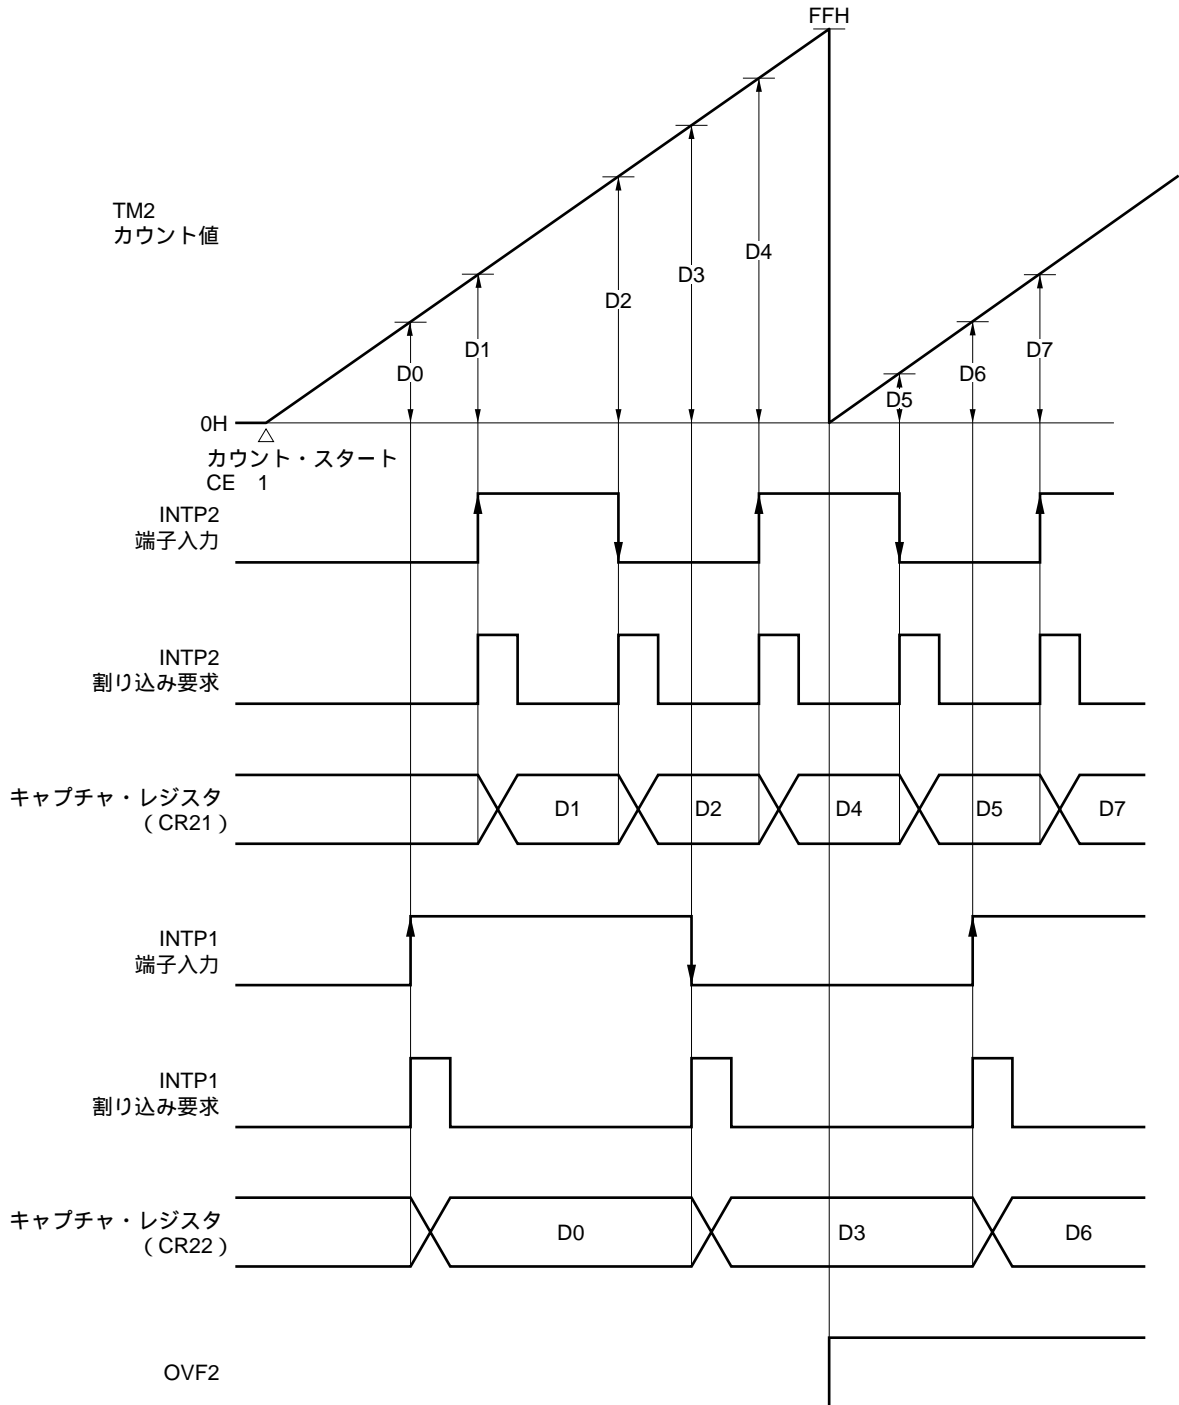 FFH
TM2
カウント値
D0
D1
D2
D3
D4
D5
D6
D7
0H
カウント・スタート
CE 1
INTP2
端子入力
INTP2
割り込み要求
キャプチャ・レジスタ
(CR21)
D1
D2
D4
D5
D7
INTP1
端子入力
INTP1
割り込み要求
キャプチャ・レジスタ
(CR22)
D0
D3
D6
OVF2